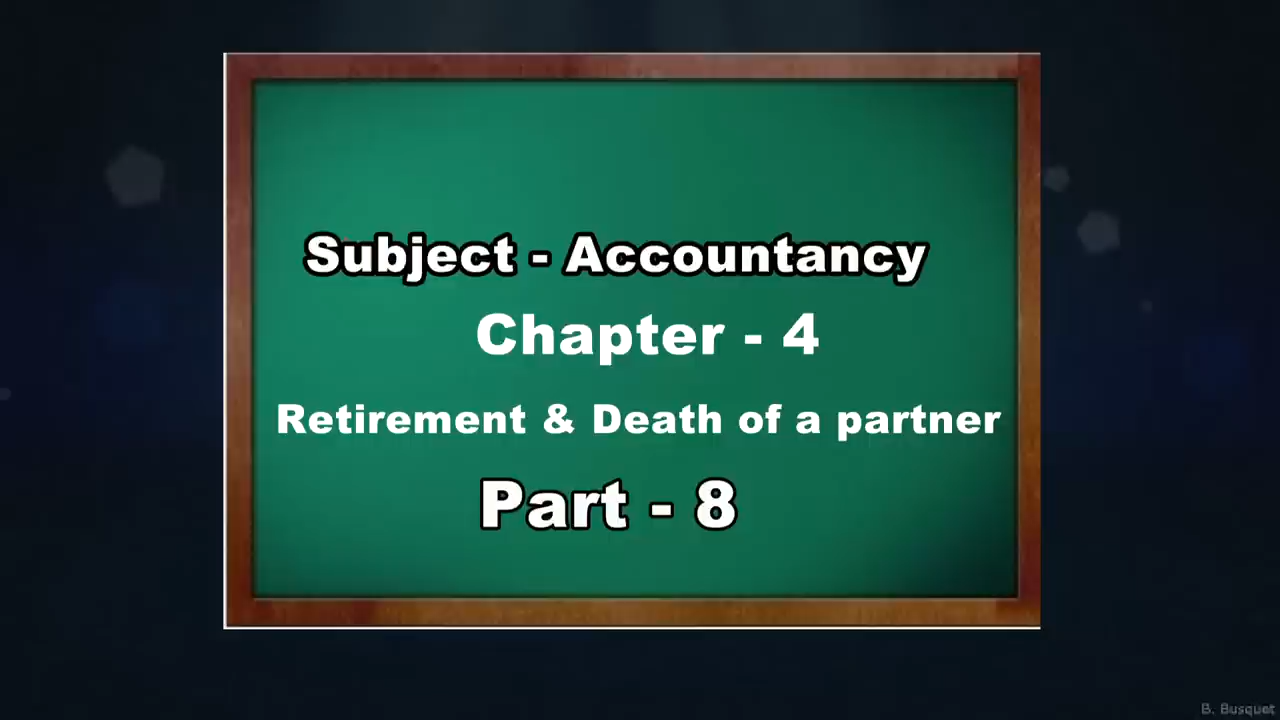 Subject - Accountancy
Chapter - 4
Retirement & Death of a partner
Part - 8
B. Busquet